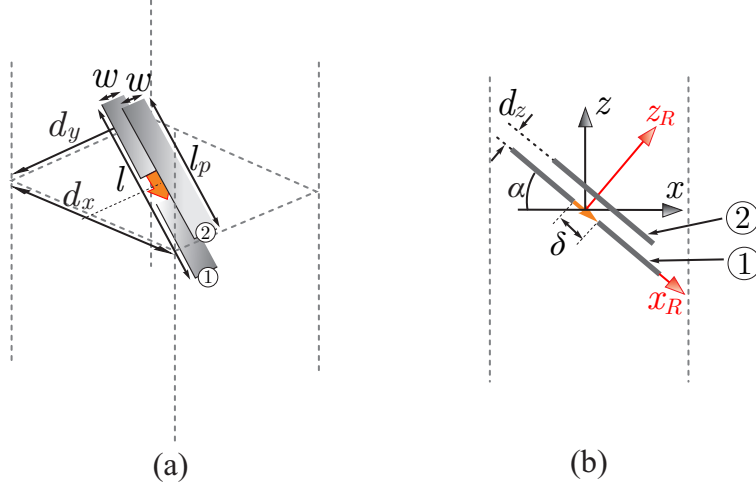 w w
d_y
l_p
l
d_x
②
①
(a)
d_z
z
z_R
α
x
②
δ
①
x_R
(b)